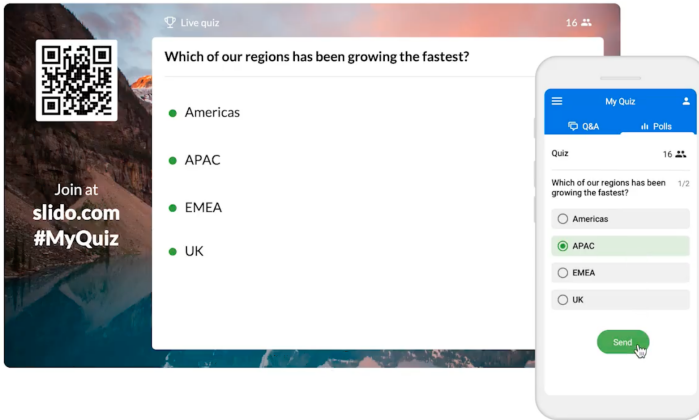 Live quiz
16
Which of our regions has been growing the fastest?
Americas
APAC
EMEA
UK
Join at
slido.com
#MyQuiz
My Quiz
Q&A
Polls
Quiz
16
Which of our regions has been 1/2
growing the fastest?
Americas
APAC
EMEA
UK
Send